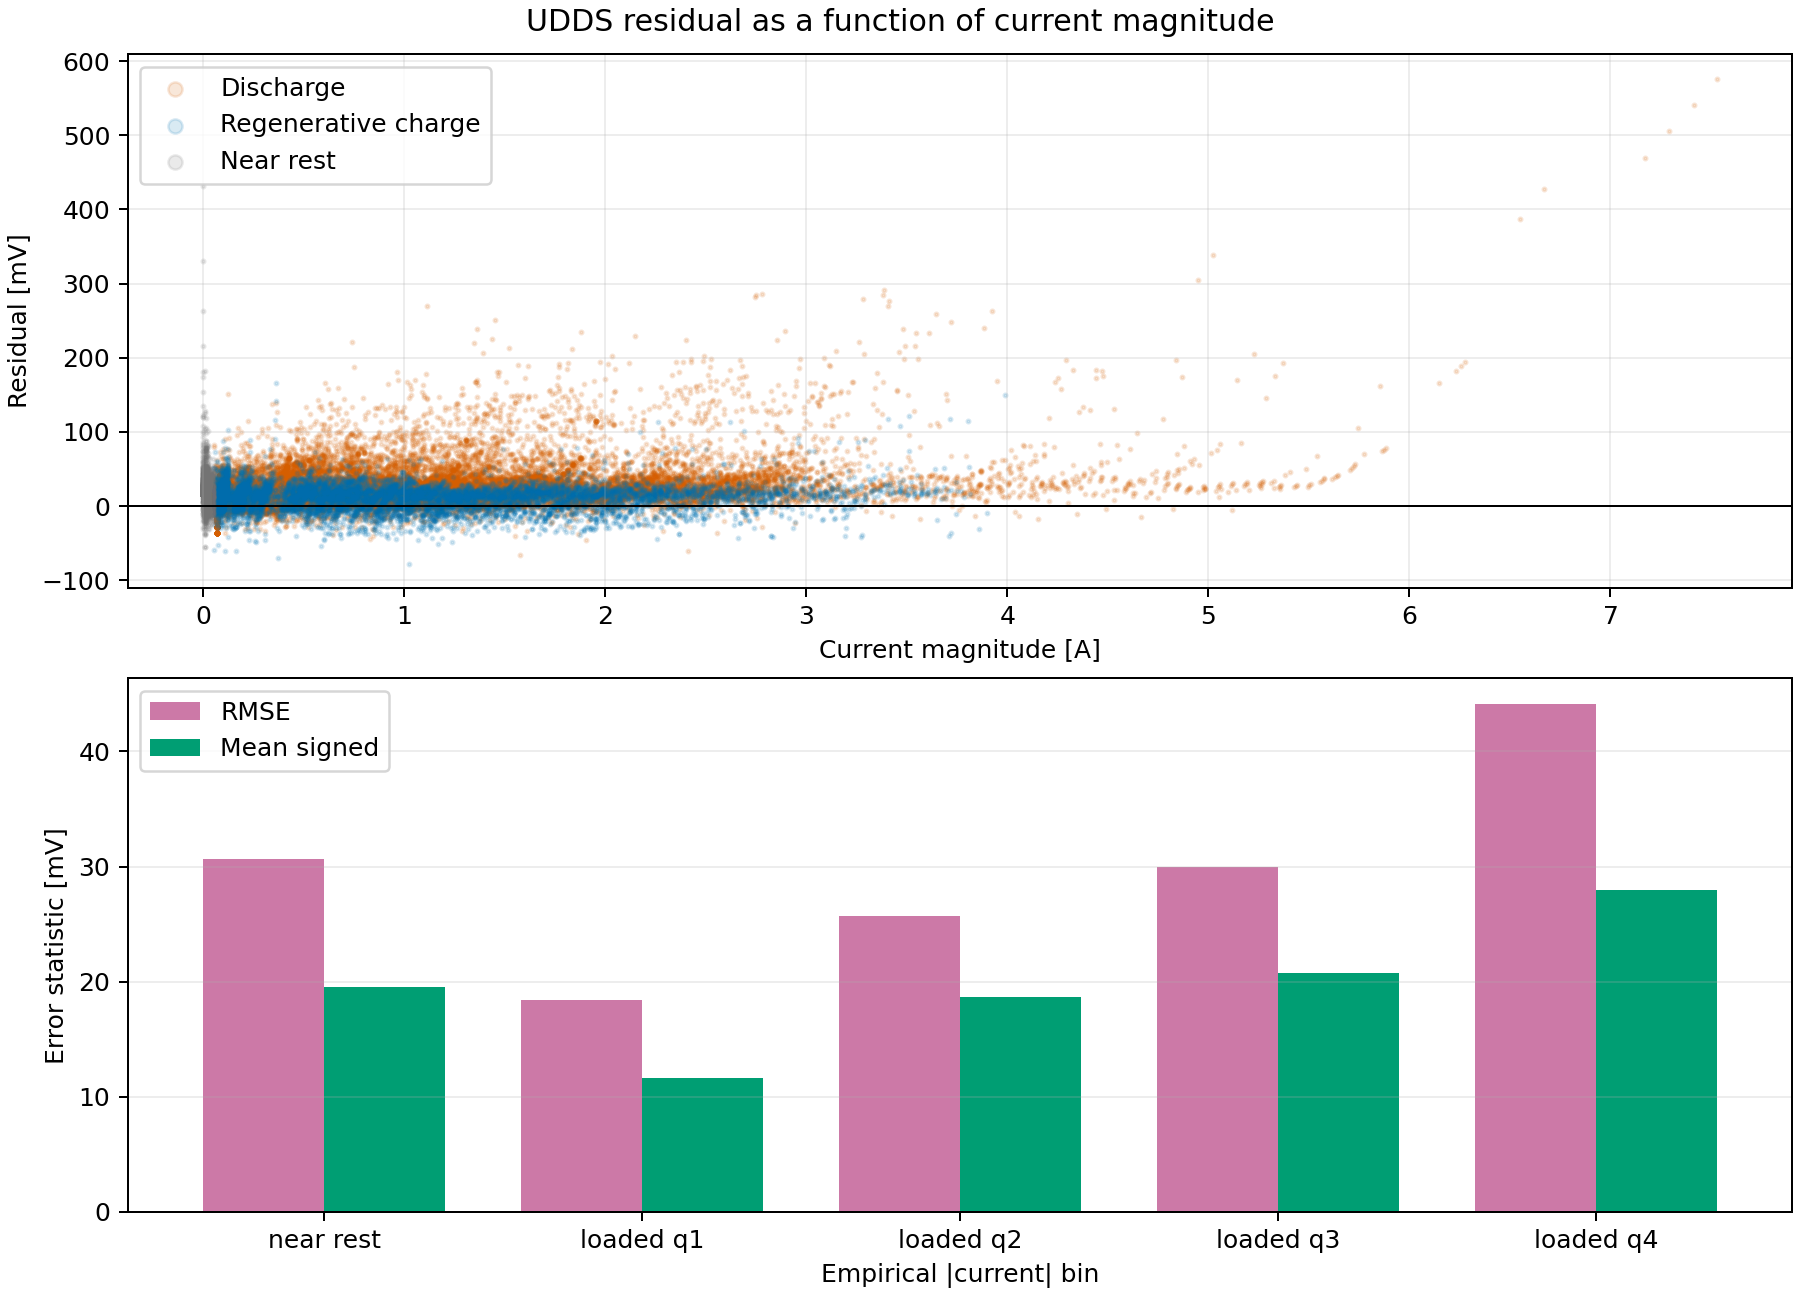 UDDS residual as a function of current magnitude
Residual [mV]
600
500
400
300
200
100
0
−100
Discharge
Regenerative charge
Near rest
0 1 2 3 4 5 6 7
Current magnitude [A]
Error statistic [mV]
40
30
20
10
0
RMSE
Mean signed
near rest loaded q1 loaded q2 loaded q3 loaded q4
Empirical |current| bin